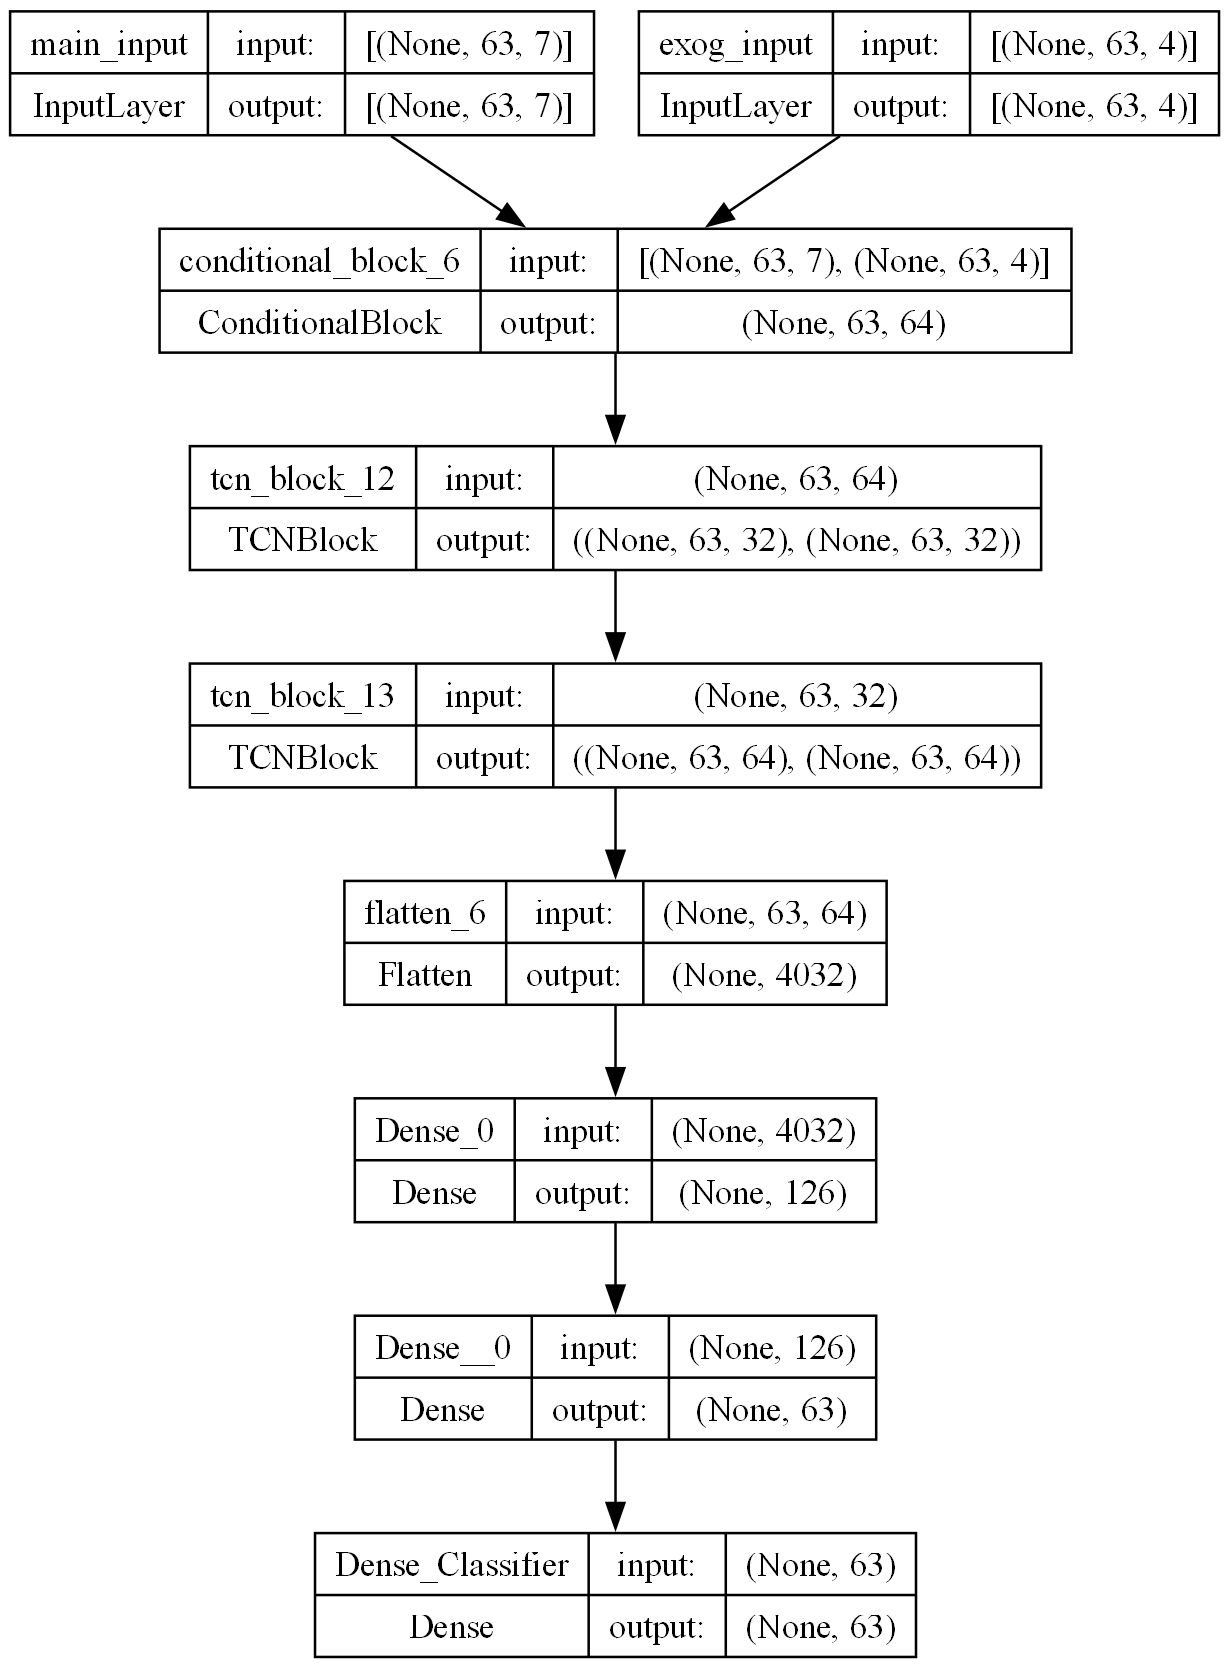 main_input input: [(None, 63, 7)]
InputLayer output: [(None, 63, 7)]
exog_input input: [(None, 63, 4)]
InputLayer output: [(None, 63, 4)]
conditional_block_6 input: [(None, 63, 7), (None, 63, 4)]
ConditionalBlock output: (None, 63, 64)
tcn_block_12 input: (None, 63, 64)
TCNBlock output: ((None, 63, 32), (None, 63, 32))
tcn_block_13 input: (None, 63, 32)
TCNBlock output: ((None, 63, 64), (None, 63, 64))
flatten_6 input: (None, 63, 64)
Flatten output: (None, 4032)
Dense_0 input: (None, 4032)
Dense output: (None, 126)
Dense__0 input: (None, 126)
Dense output: (None, 63)
Dense_Classifier input: (None, 63)
Dense output: (None, 63)